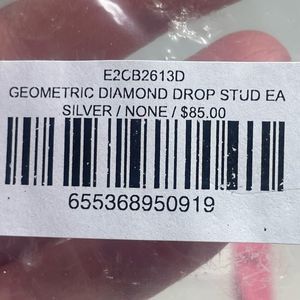 E2CB2613D
GEOMETRIC DIAMOND DROP STUD EA
SILVER / NONE / $85.00
655368950919